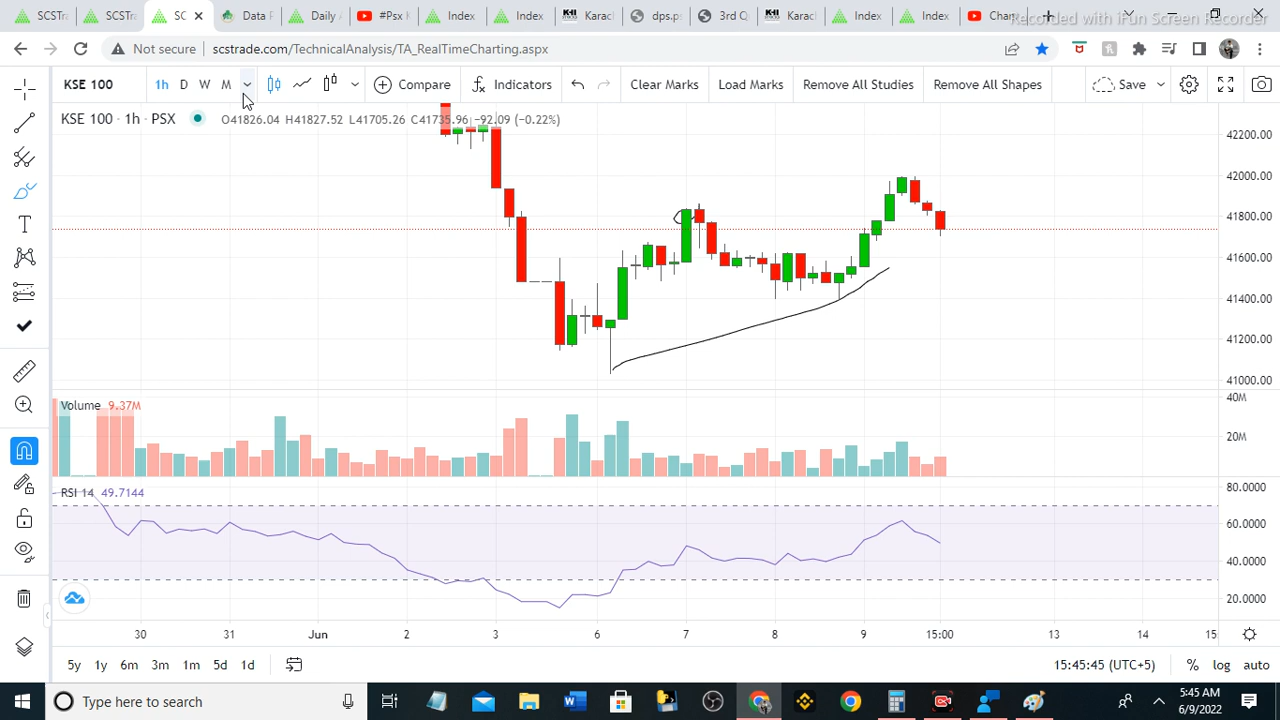 SCSTra
SCSTra
SC
Data
Daily A
#Psx K
Index
Index
Karacl
dps.ps
3rd Q
Karacl
Index
Index
Chart
Recorded with iFun Screen Recorder
Not secure
scstrade.com/TechnicalAnalysis/TA_RealTimeCharting.aspx
KSE 100
1h D W M
Compare
Indicators
Clear Marks
Load Marks
Remove All Studies
Remove All Shapes
Save
KSE 100 · 1h · PSX
O41826.04 H41827.52 L41705.26 C41735.96 −92.09 (−0.22%)
42200.00
42000.00
41800.00
41600.00
41400.00
41200.00
41000.00
Volume 9.37M
40M
20M
RSI 14 49.7144
80.0000
60.0000
40.0000
20.0000
30 31 Jun 2 3 6 7 8 9 15:00 13 14 15:
5y 1y 6m 3m 1m 5d 1d
15:45:45 (UTC+5)
% log auto
Type here to search
5:45 AM
6/9/2022